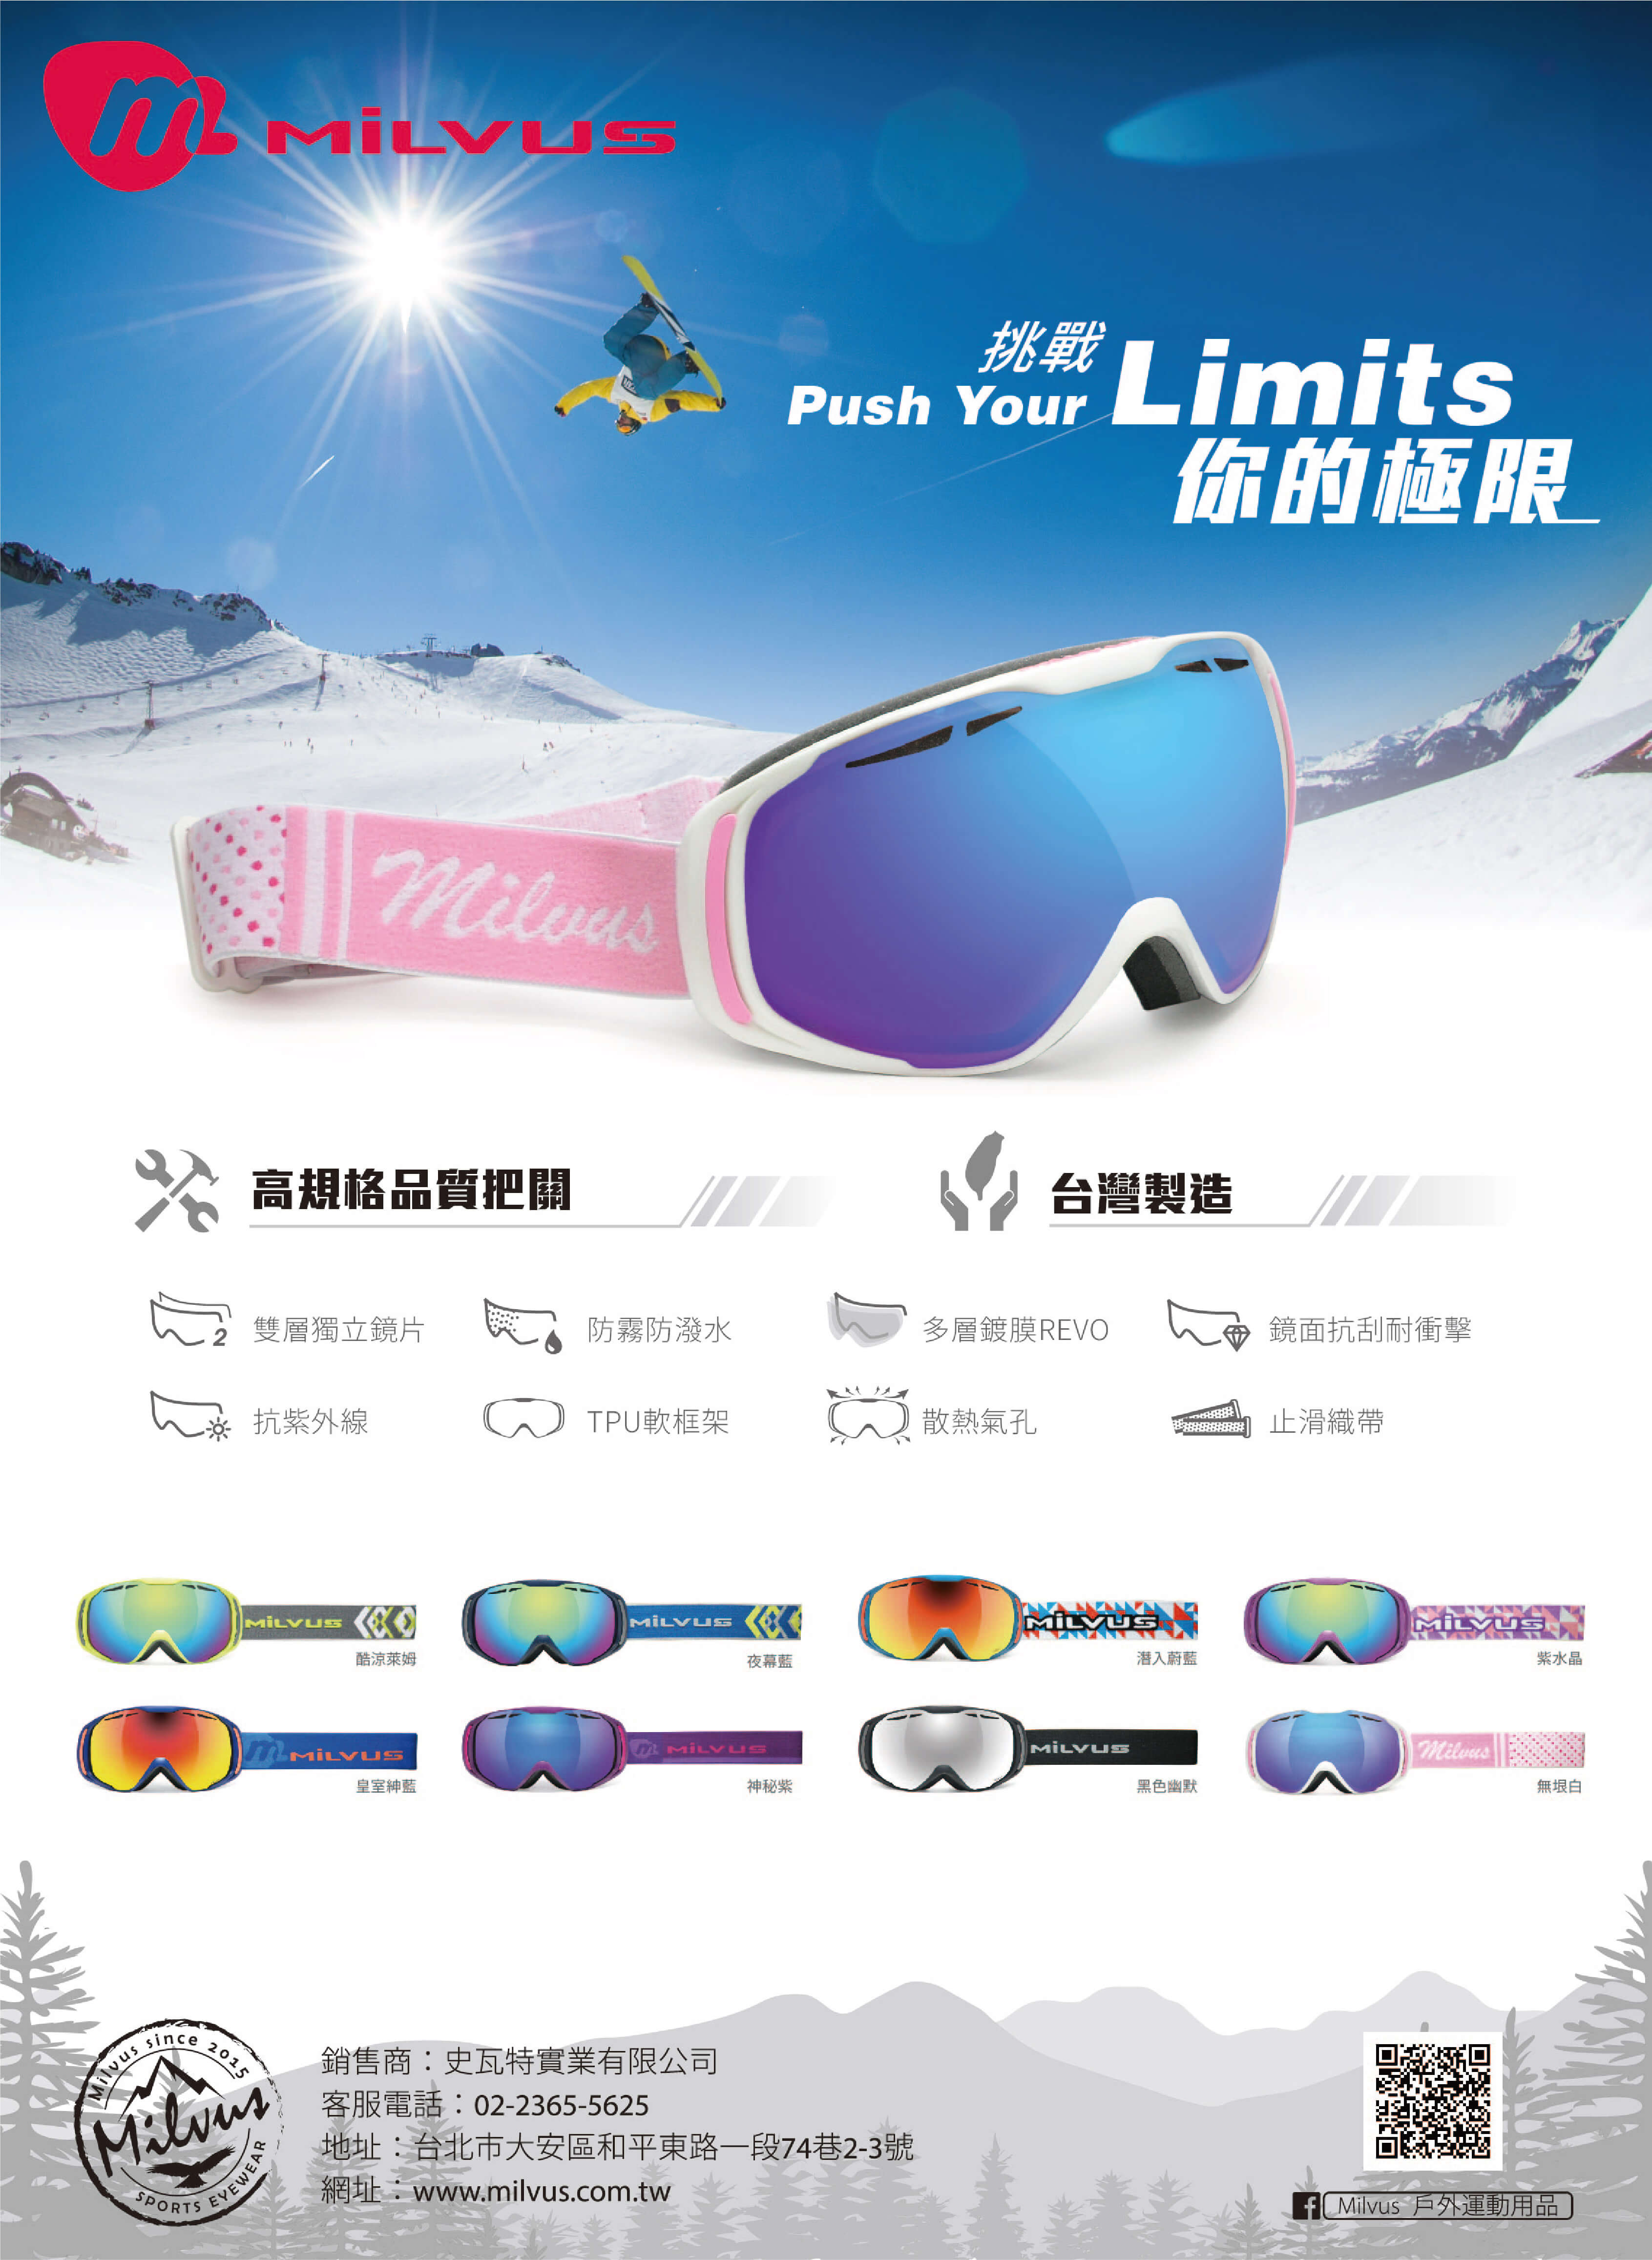 MiLVUS
挑戰
Push Your Limits
你的極限
Milvus
高規格品質把關
台灣製造
2 雙層獨立鏡片
防霧防潑水
多層鍍膜REVO
鏡面抗刮耐衝擊
抗紫外線
TPU軟框架
散熱氣孔
止滑織帶
MiLVUS
酷涼萊姆
MiLVUS
夜幕藍
MiLVUS
潛入蔚藍
MiLVUS
紫水晶
MiLVUS
皇室紳藍
MiLVUS
神秘紫
MiLVUS
黑色幽默
Milvus
無垠白
Milvus since 2015
Milvus
SPORTS EYEWEAR
銷售商：史瓦特實業有限公司
客服電話：02-2365-5625
地址：台北市大安區和平東路一段74巷2-3號
網址：www.milvus.com.tw
f Milvus 戶外運動用品